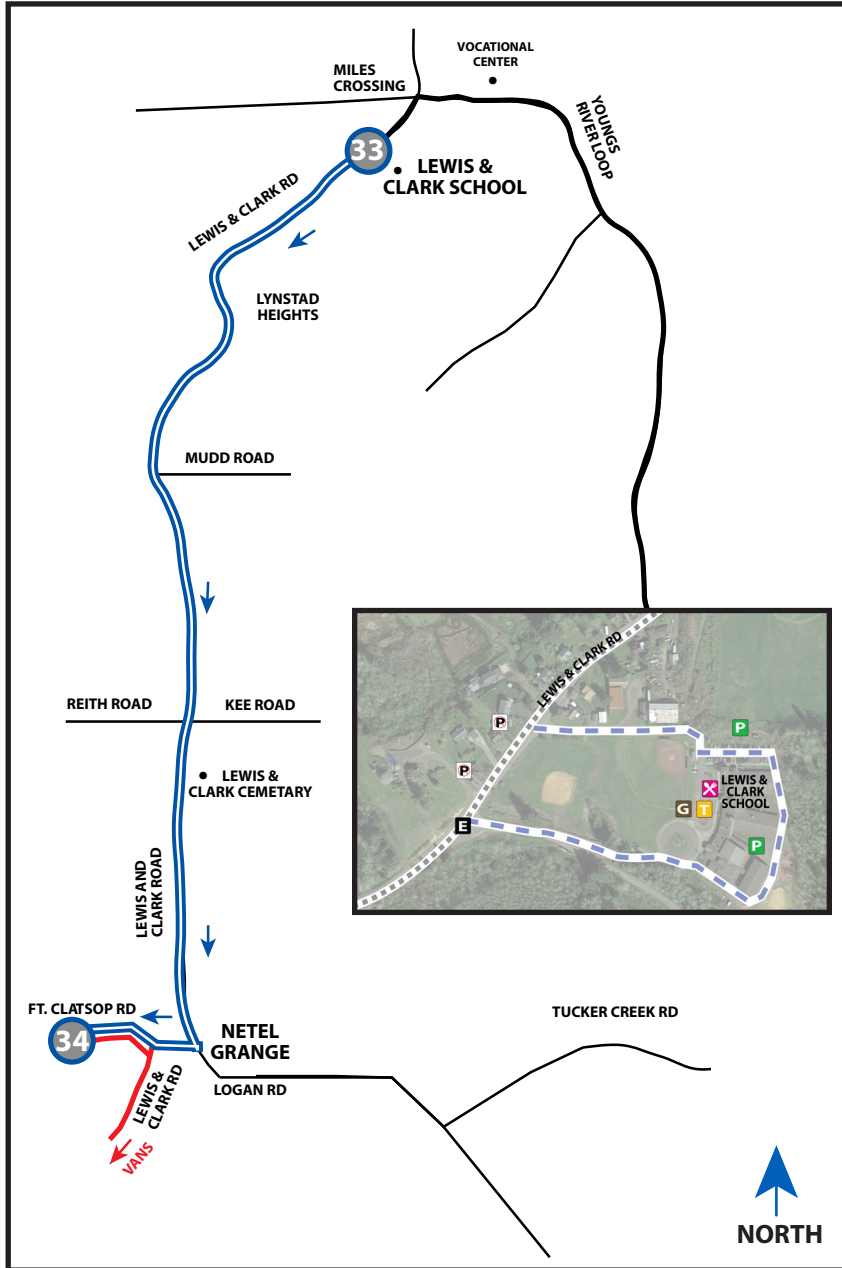 VOCATIONAL
CENTER
MILES
CROSSING
YOUNGS
RIVER LOOP
33
LEWIS &
CLARK SCHOOL
LEWIS & CLARK RD
LYNSTAD
HEIGHTS
MUDD ROAD
REITH ROAD
KEE ROAD
LEWIS & CLARK RD
P
P
P
LEWIS &
CLARK
SCHOOL
G
T
E
P
LEWIS &
CLARK CEMETARY
LEWIS AND
CLARK ROAD
FT. CLATSOP RD
34
NETEL
GRANGE
TUCKER CREEK RD
LOGAN RD
LEWIS &
CLARK RD
VANS
NORTH